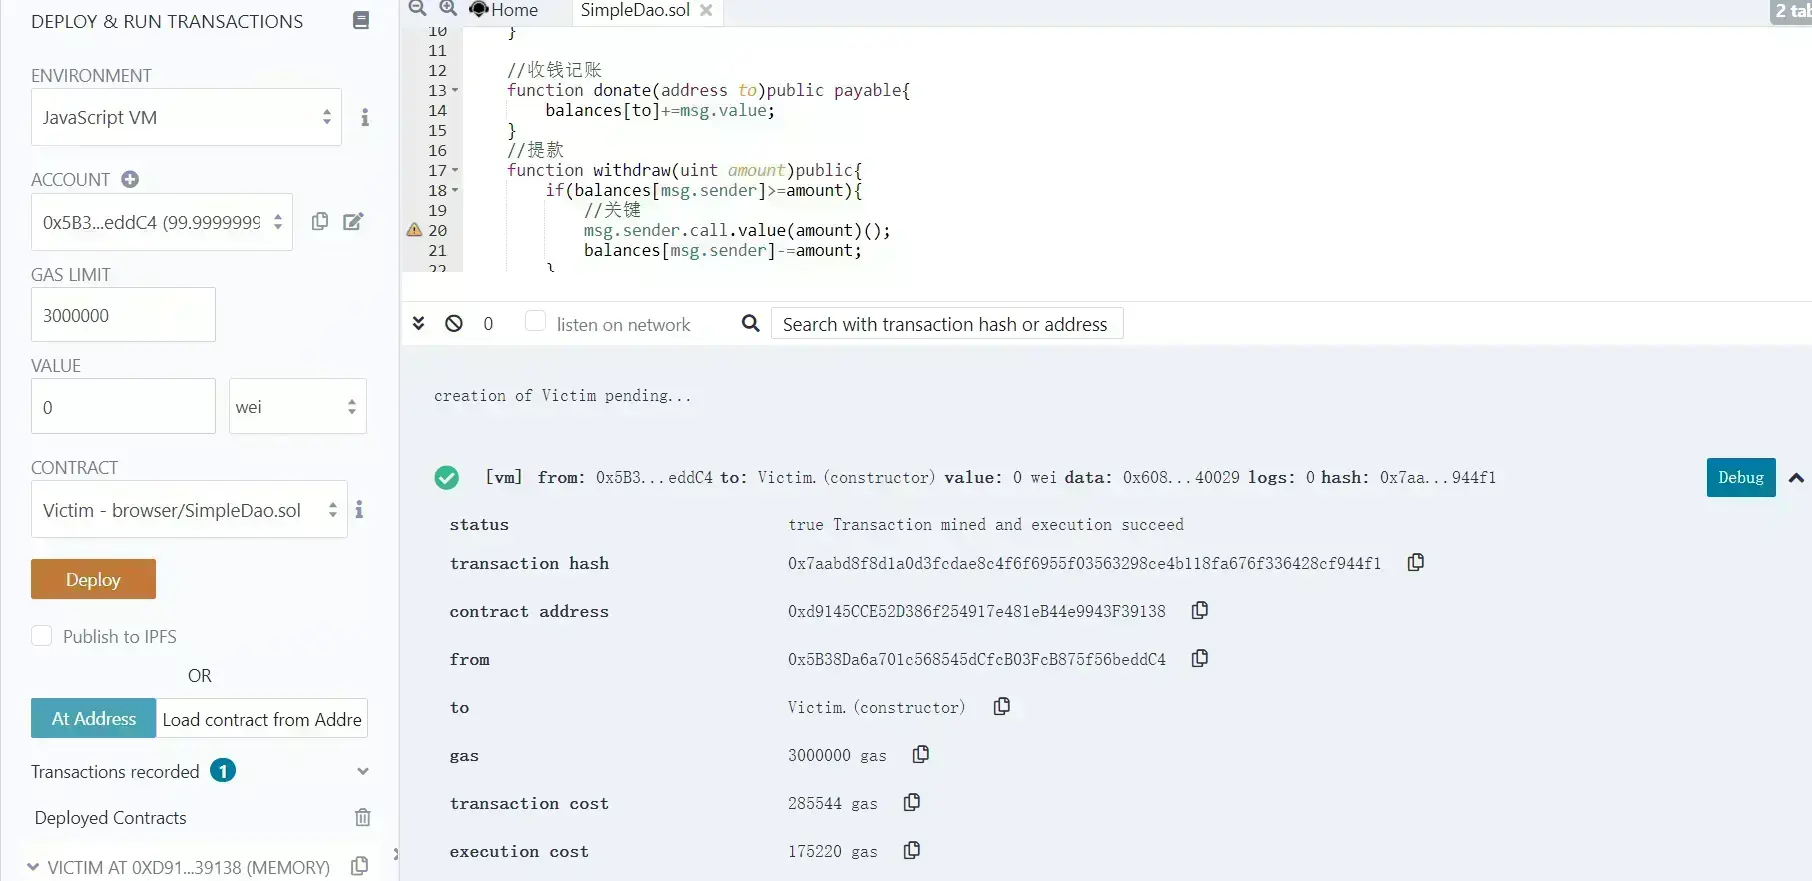 DEPLOY & RUN TRANSACTIONS
ENVIRONMENT
JavaScript VM
ACCOUNT
0x5B3...eddC4 (99.9999999
GAS LIMIT
3000000
VALUE
0
wei
CONTRACT
Victim - browser/SimpleDao.sol
Deploy
Publish to IPFS
OR
At Address
Load contract from Addre
Transactions recorded 1
Deployed Contracts
VICTIM AT 0XD91...39138 (MEMORY)
Home
SimpleDao.sol
2 tab
10 }
11
12 //收钱记账
13 function donate(address to)public payable{
14 balances[to]+=msg.value;
15 }
16 //提款
17 function withdraw(uint amount)public{
18 if(balances[msg.sender]>=amount){
19 //关键
20 msg.sender.call.value(amount)();
21 balances[msg.sender]-=amount;
22 }
0
listen on network
Search with transaction hash or address
creation of Victim pending...
[vm] from: 0x5B3...eddC4 to: Victim.(constructor) value: 0 wei data: 0x608...40029 logs: 0 hash: 0x7aa...944f1
Debug
status true Transaction mined and execution succeed
transaction hash 0x7aabd8f8d1a0d3fcdae8c4f6f6955f03563298ce4b118fa676f336428cf944f1
contract address 0xd9145CCE52D386f254917e481eB44e9943F39138
from 0x5B38Da6a701c568545dCfcB03FcB875f56beddC4
to Victim.(constructor)
gas 3000000 gas
transaction cost 285544 gas
execution cost 175220 gas